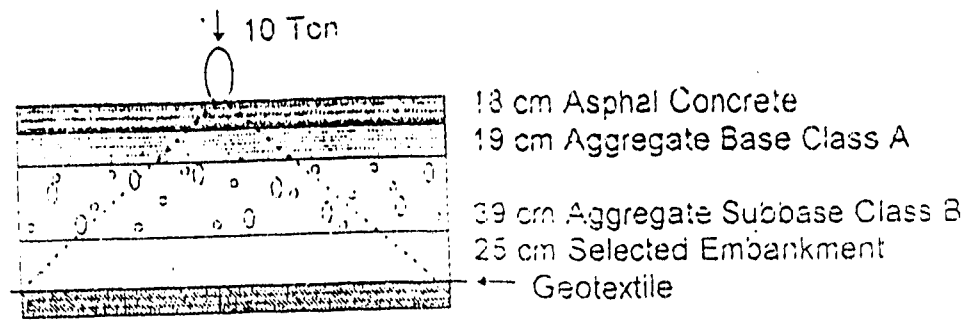 10 Ton
18 cm Asphal Concrete
19 cm Aggregate Base Class A
39 cm Aggregate Subbase Class B
25 cm Selected Embankment
Geotextile